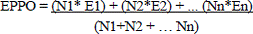 EPPO = (N1* E1) + (N2*E2) + ... (Nn*En)
(N1+N2 + … Nn)